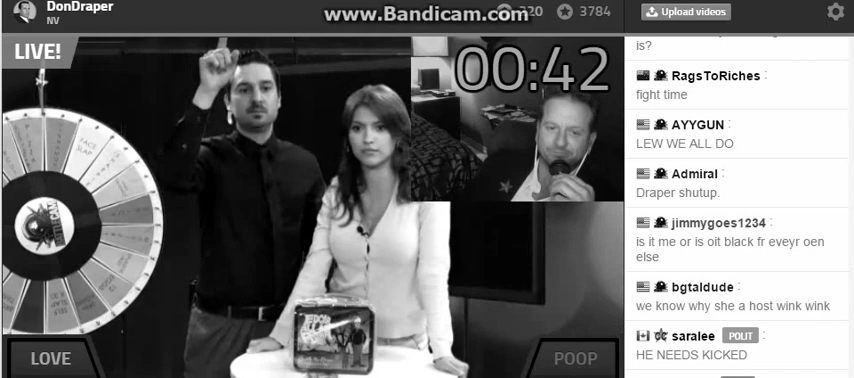 DonDraper
NV
www.Bandicam.com
320
3784
Upload videos
LIVE!
00:42
is?
RagsToRiches :
fight time
AYYGUN :
LEW WE ALL DO
Admiral :
Draper shutup.
jimmygoes1234 :
is it me or is oit black fr eveyr oen
else
bgtaldude :
we know why she a host wink wink
saralee POLIT :
HE NEEDS KICKED
FACE
SLAP
LOVE
POOP